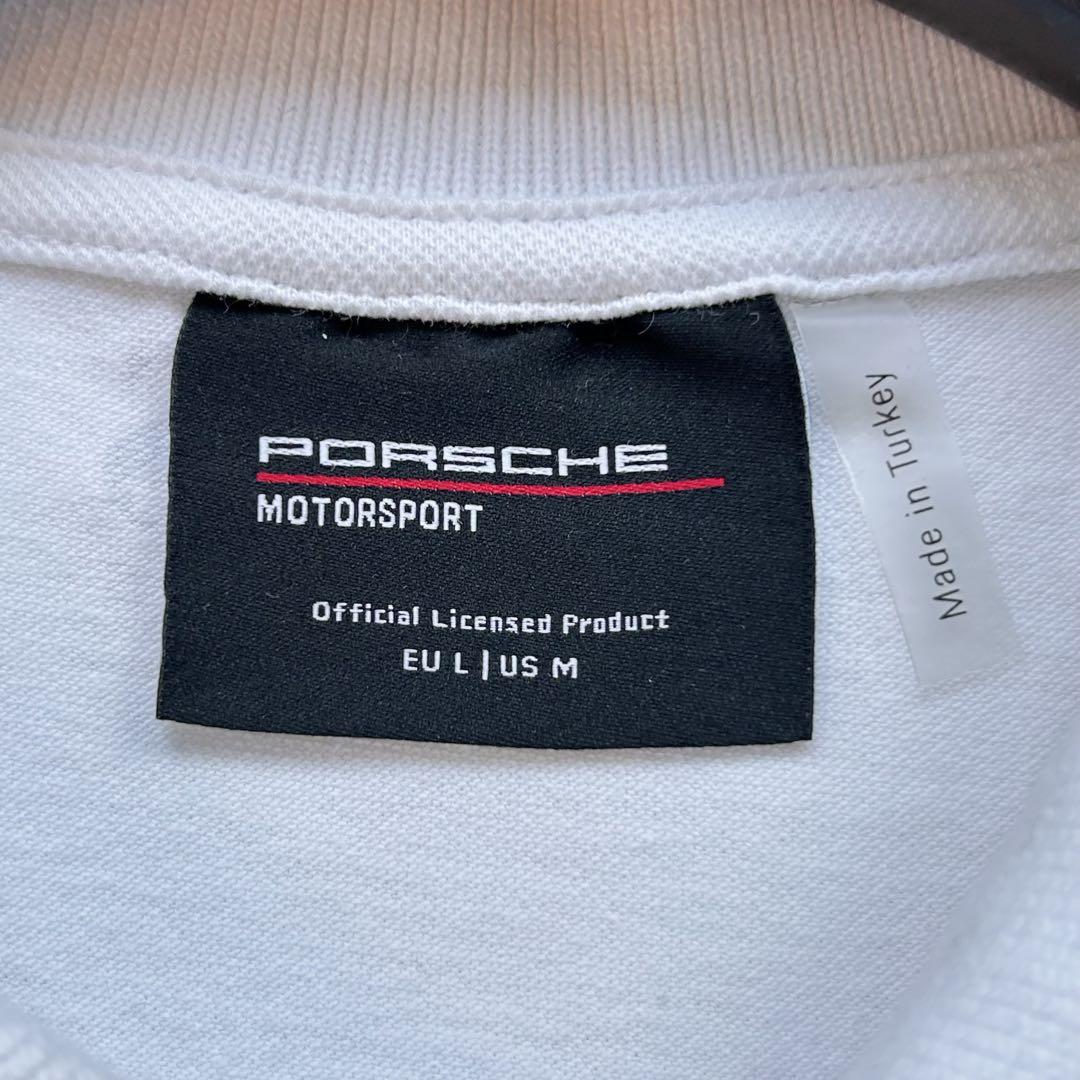 PORSCHE
MOTORSPORT
Official Licensed Product
EU L | US M
Made in Turkey